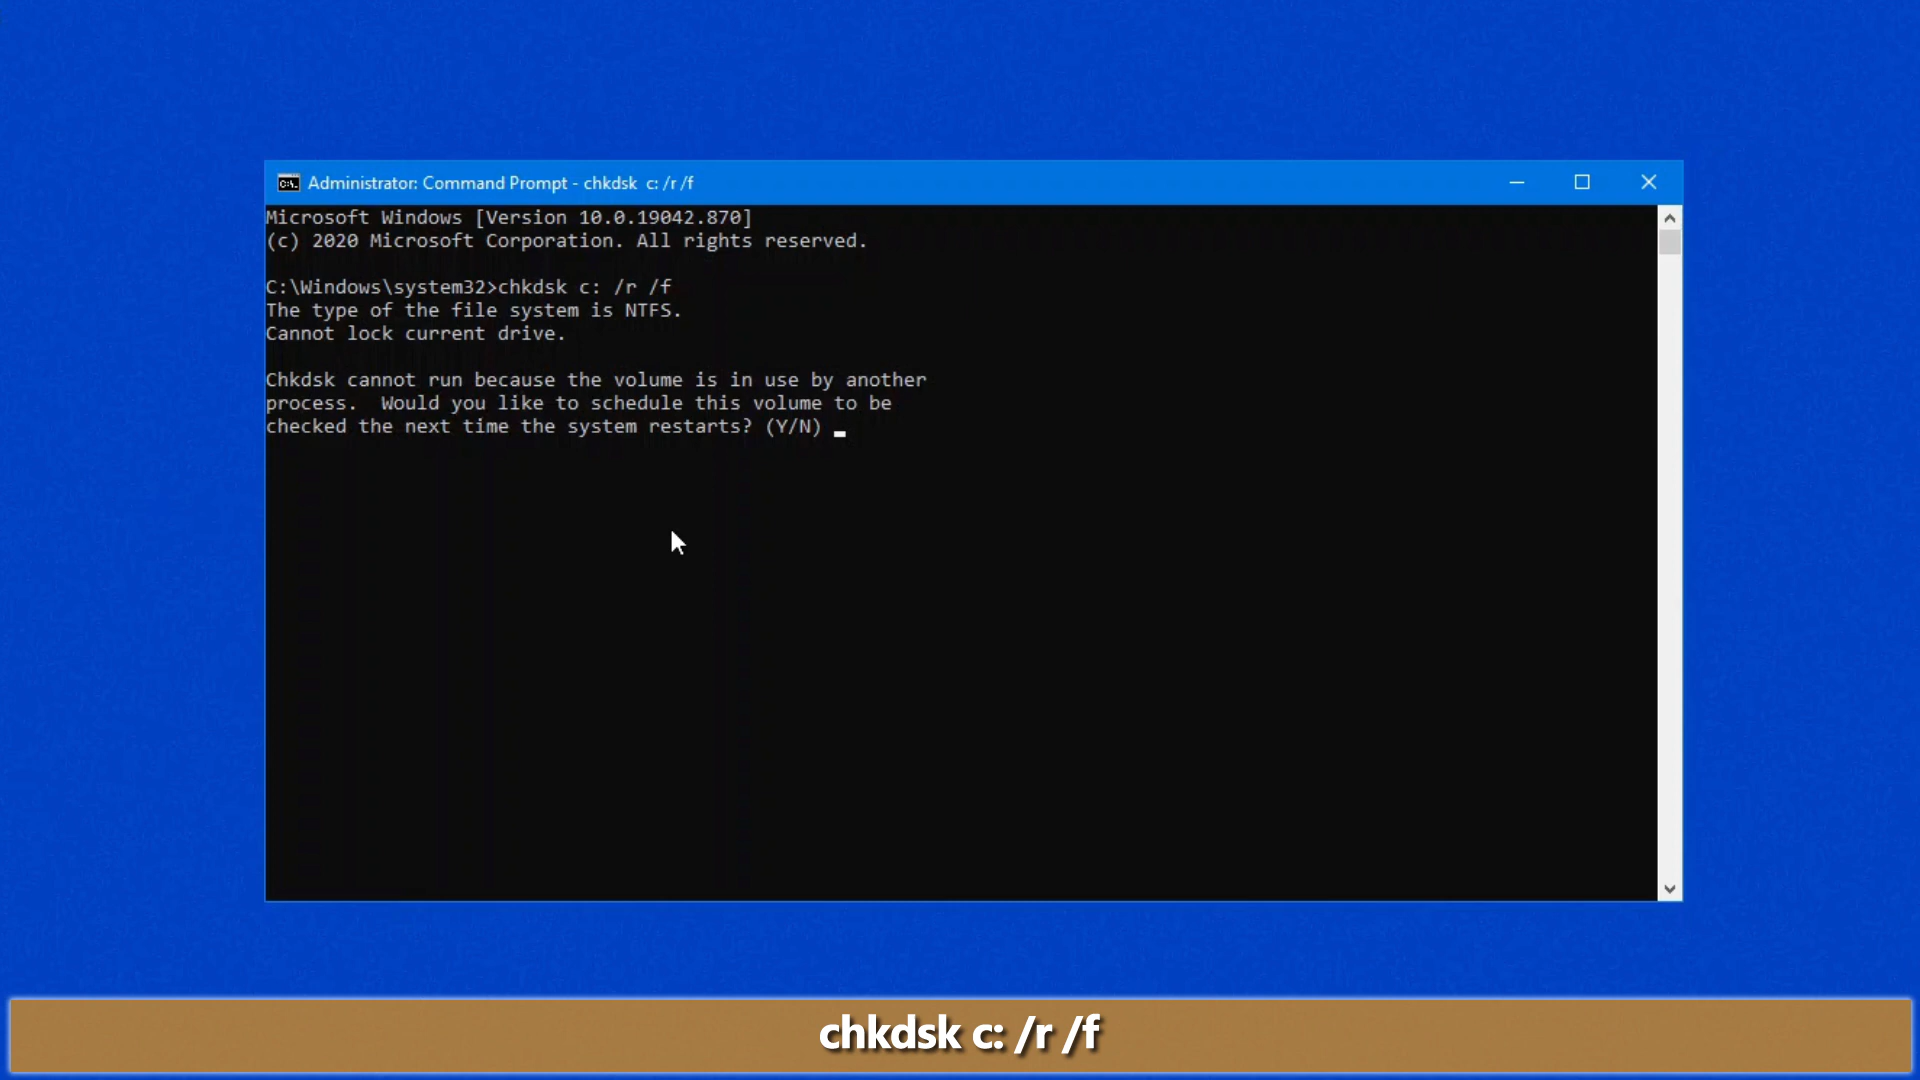 Administrator: Command Prompt - chkdsk  c: /r /f
Microsoft Windows [Version 10.0.19042.870]
(c) 2020 Microsoft Corporation. All rights reserved.
C:\Windows\system32>chkdsk c: /r /f
The type of the file system is NTFS.
Cannot lock current drive.
Chkdsk cannot run because the volume is in use by another
process.  Would you like to schedule this volume to be
checked the next time the system restarts? (Y/N) _
chkdsk c: /r /f